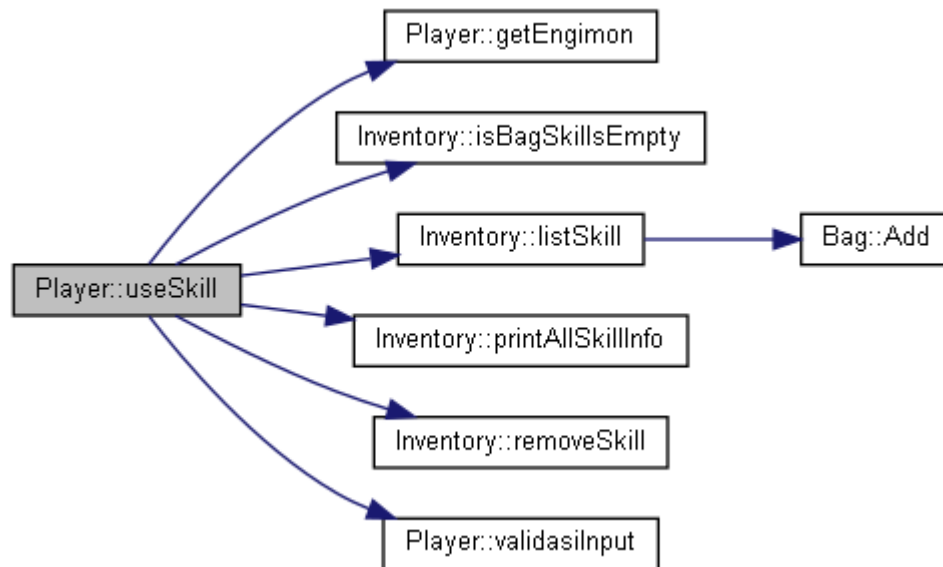 Player::getEngimon
Inventory::isBagSkillsEmpty
Inventory::listSkill
Bag::Add
Player::useSkill
Inventory::printAllSkillInfo
Inventory::removeSkill
Player::validasiInput